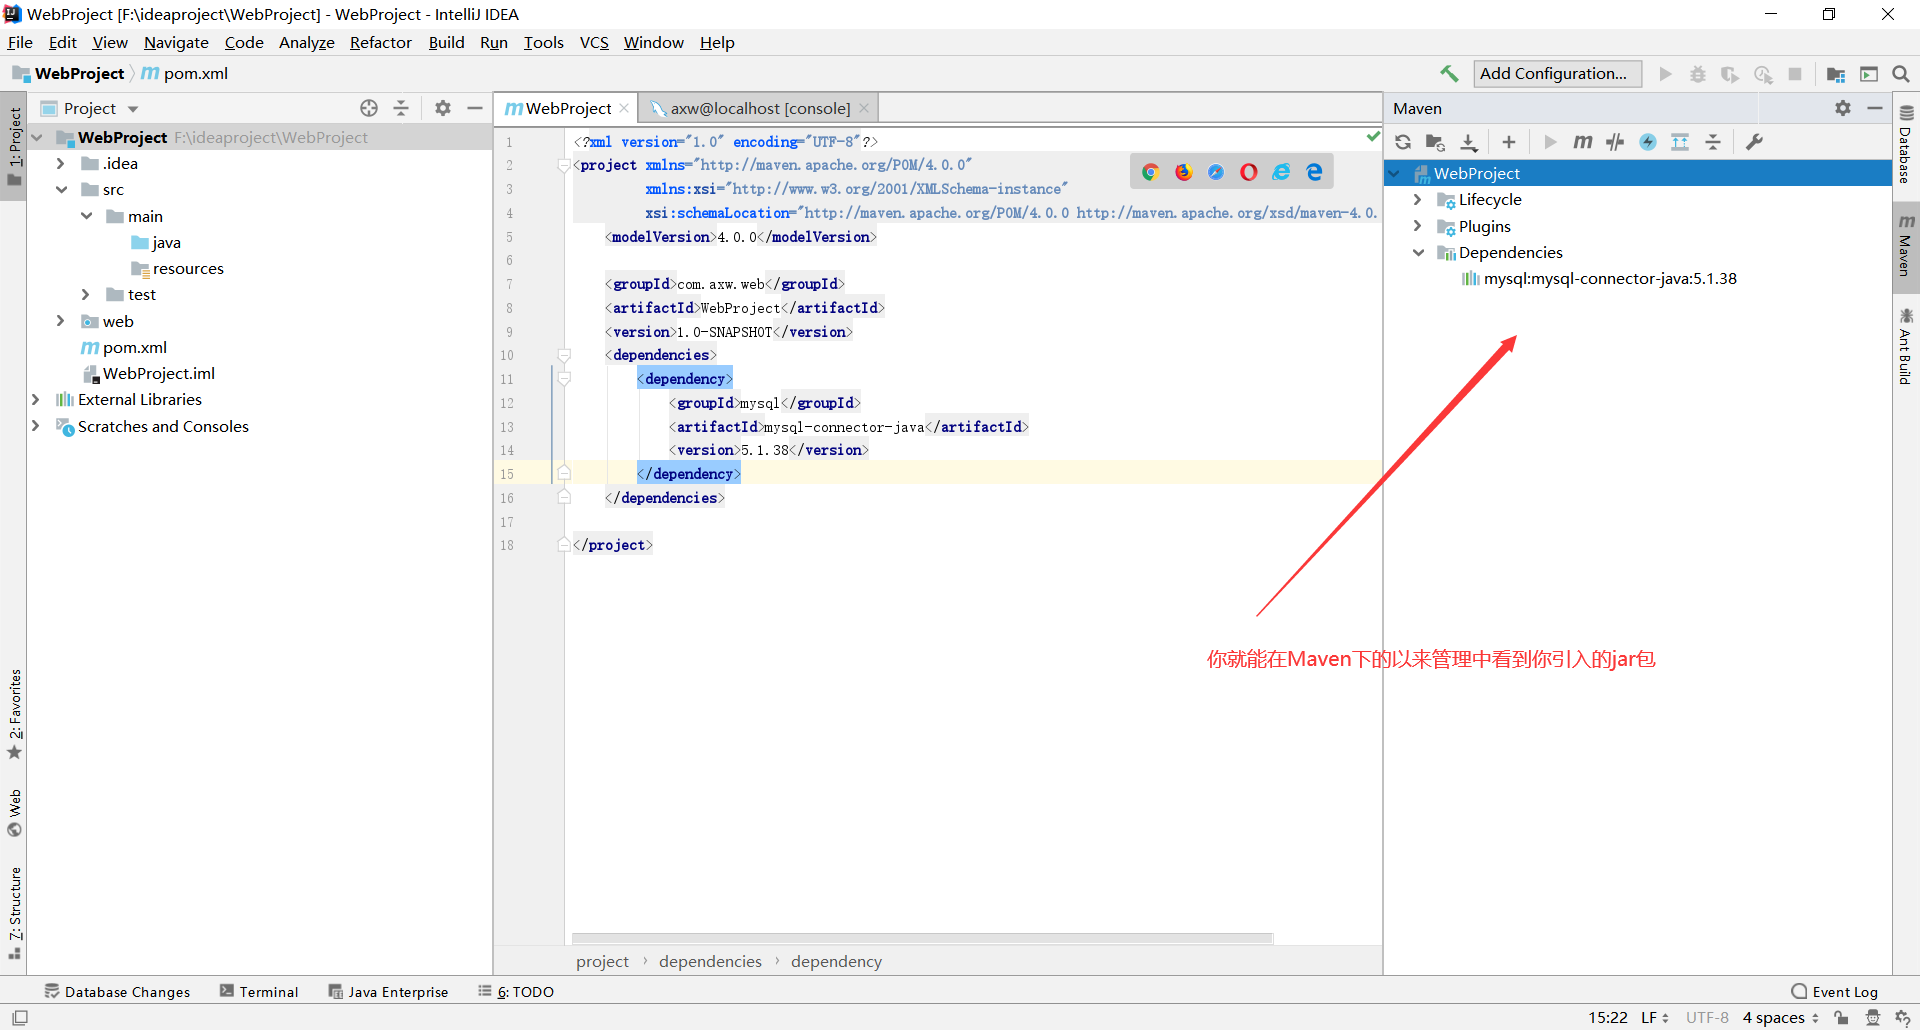 WebProject [F:\ideaproject\WebProject] - WebProject - IntelliJ IDEA
File Edit View Navigate Code Analyze Refactor Build Run Tools VCS Window Help
WebProject pom.xml
Add Configuration...
1: Project
2: Favorites
Web
7: Structure
Project
WebProject F:\ideaproject\WebProject
.idea
src
main
java
resources
test
web
pom.xml
WebProject.iml
External Libraries
Scratches and Consoles
WebProject axw@localhost [console]
1 <?xml version="1.0" encoding="UTF-8"?>
2 <project xmlns="http://maven.apache.org/POM/4.0.0"
3 xmlns:xsi="http://www.w3.org/2001/XMLSchema-instance"
4 xsi:schemaLocation="http://maven.apache.org/POM/4.0.0 http://maven.apache.org/xsd/maven-4.0.
5 <modelVersion>4.0.0</modelVersion>
6
7 <groupId>com.axw.web</groupId>
8 <artifactId>WebProject</artifactId>
9 <version>1.0-SNAPSHOT</version>
10 <dependencies>
11 <dependency>
12 <groupId>mysql</groupId>
13 <artifactId>mysql-connector-java</artifactId>
14 <version>5.1.38</version>
15 </dependency>
16 </dependencies>
17
18 </project>
project › dependencies › dependency
Maven
WebProject
Lifecycle
Plugins
Dependencies
mysql:mysql-connector-java:5.1.38
你就能在Maven下的以来管理中看到你引入的jar包
Database
Maven
Ant Build
Database Changes Terminal Java Enterprise 6: TODO Event Log
15:22 LF UTF-8 4 spaces